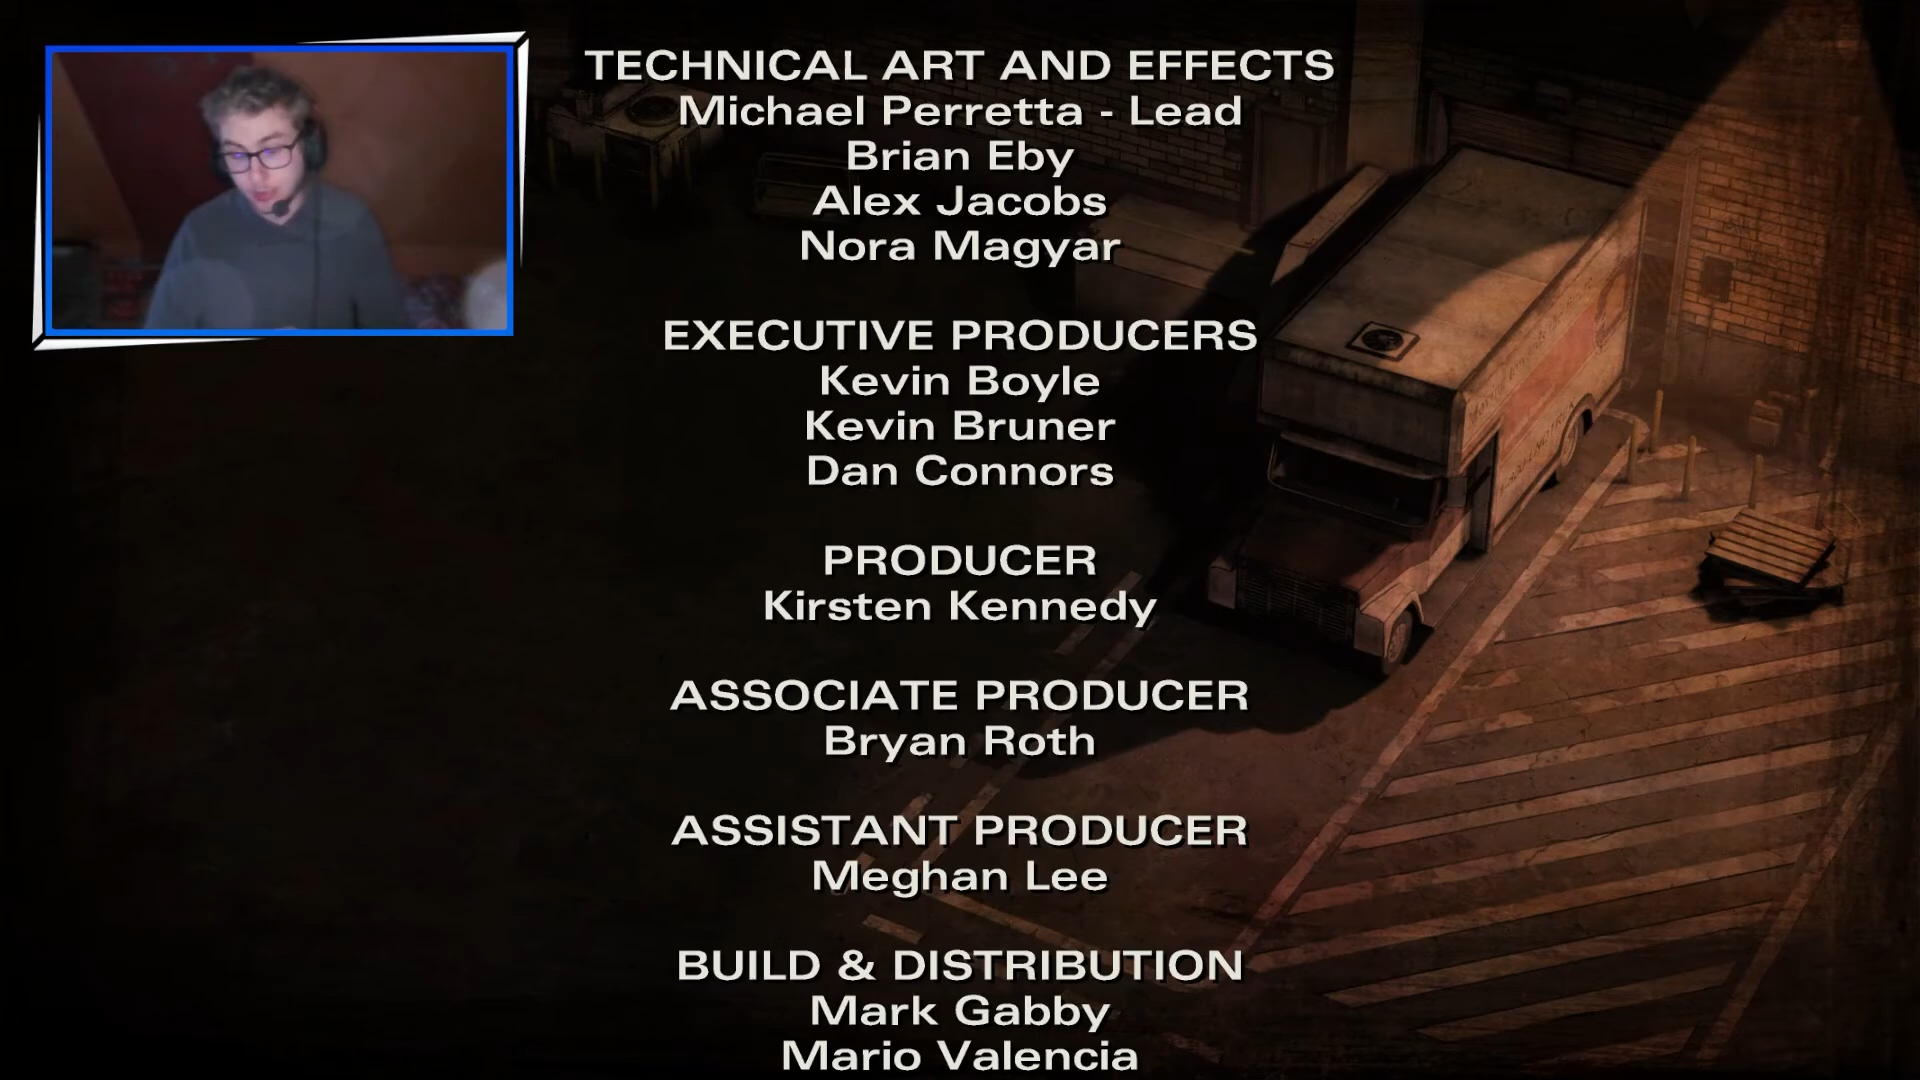 TECHNICAL ART AND EFFECTS
Michael Perretta - Lead
Brian Eby
Alex Jacobs
Nora Magyar
EXECUTIVE PRODUCERS
Kevin Boyle
Kevin Bruner
Dan Connors
PRODUCER
Kirsten Kennedy
ASSOCIATE PRODUCER
Bryan Roth
ASSISTANT PRODUCER
Meghan Lee
BUILD & DISTRIBUTION
Mark Gabby
Mario Valencia